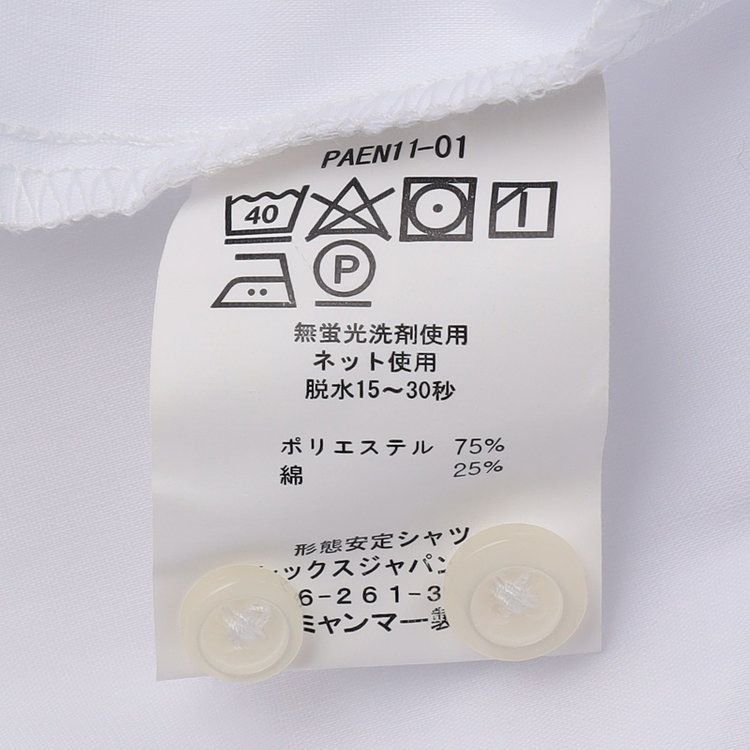 PAEN11-01
40
P
無蛍光洗剤使用
ネット使用
脱水15～30秒
ポリエステル 75%
綿 25%
形態安定シャツ
ックスジャパン
6-261-3
ミャンマー製